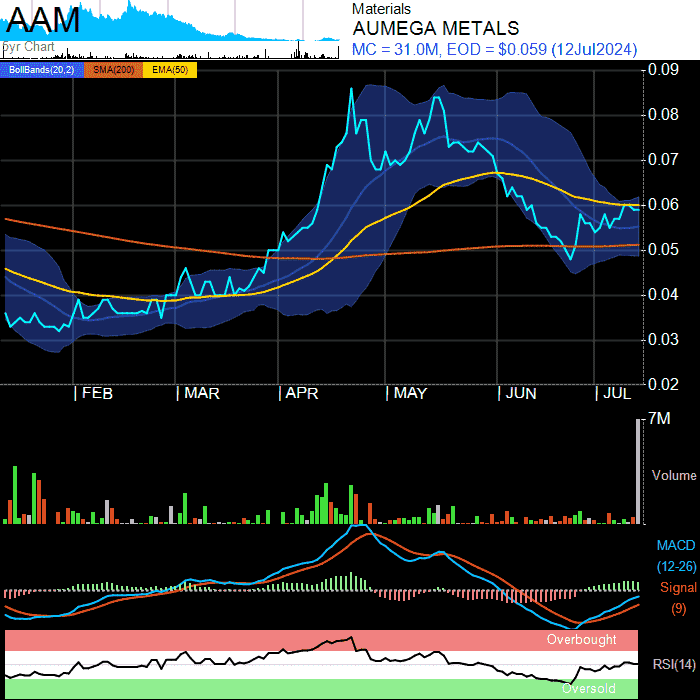 AAM
5yr Chart
Materials
AUMEGA METALS
MC = 31.0M, EOD = $0.059 (12Jul2024)
BollBands(20,2) SMA(200) EMA(50)
0.09
0.08
0.07
0.06
0.05
0.04
0.03
0.02
| FEB | MAR | APR | MAY | JUN | JUL
7M
Volume
MACD
(12-26)
Signal
(9)
Overbought
RSI(14)
Oversold